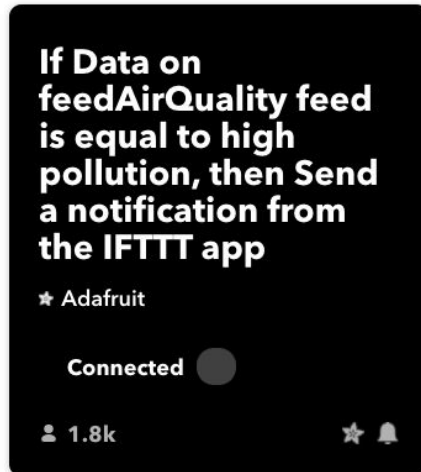 If Data on
feedAirQuality feed
is equal to high
pollution, then Send
a notification from
the IFTTT app
Adafruit
Connected
1.8k